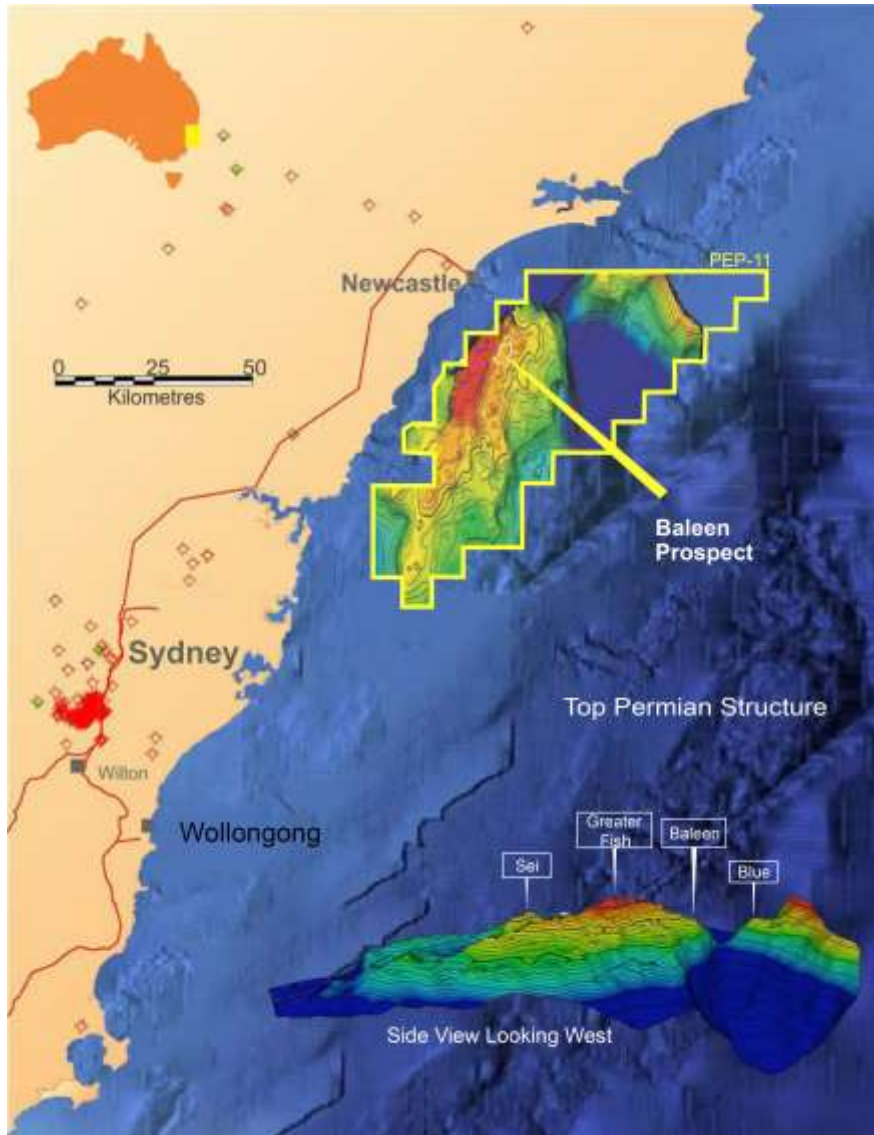 PEP-11
Newcastle
0 25 50
Kilometres
Baleen
Prospect
Sydney
Top Permian Structure
Wilton
Wollongong
Greater
Fish
Baleen
Sei
Blue
Side View Looking West